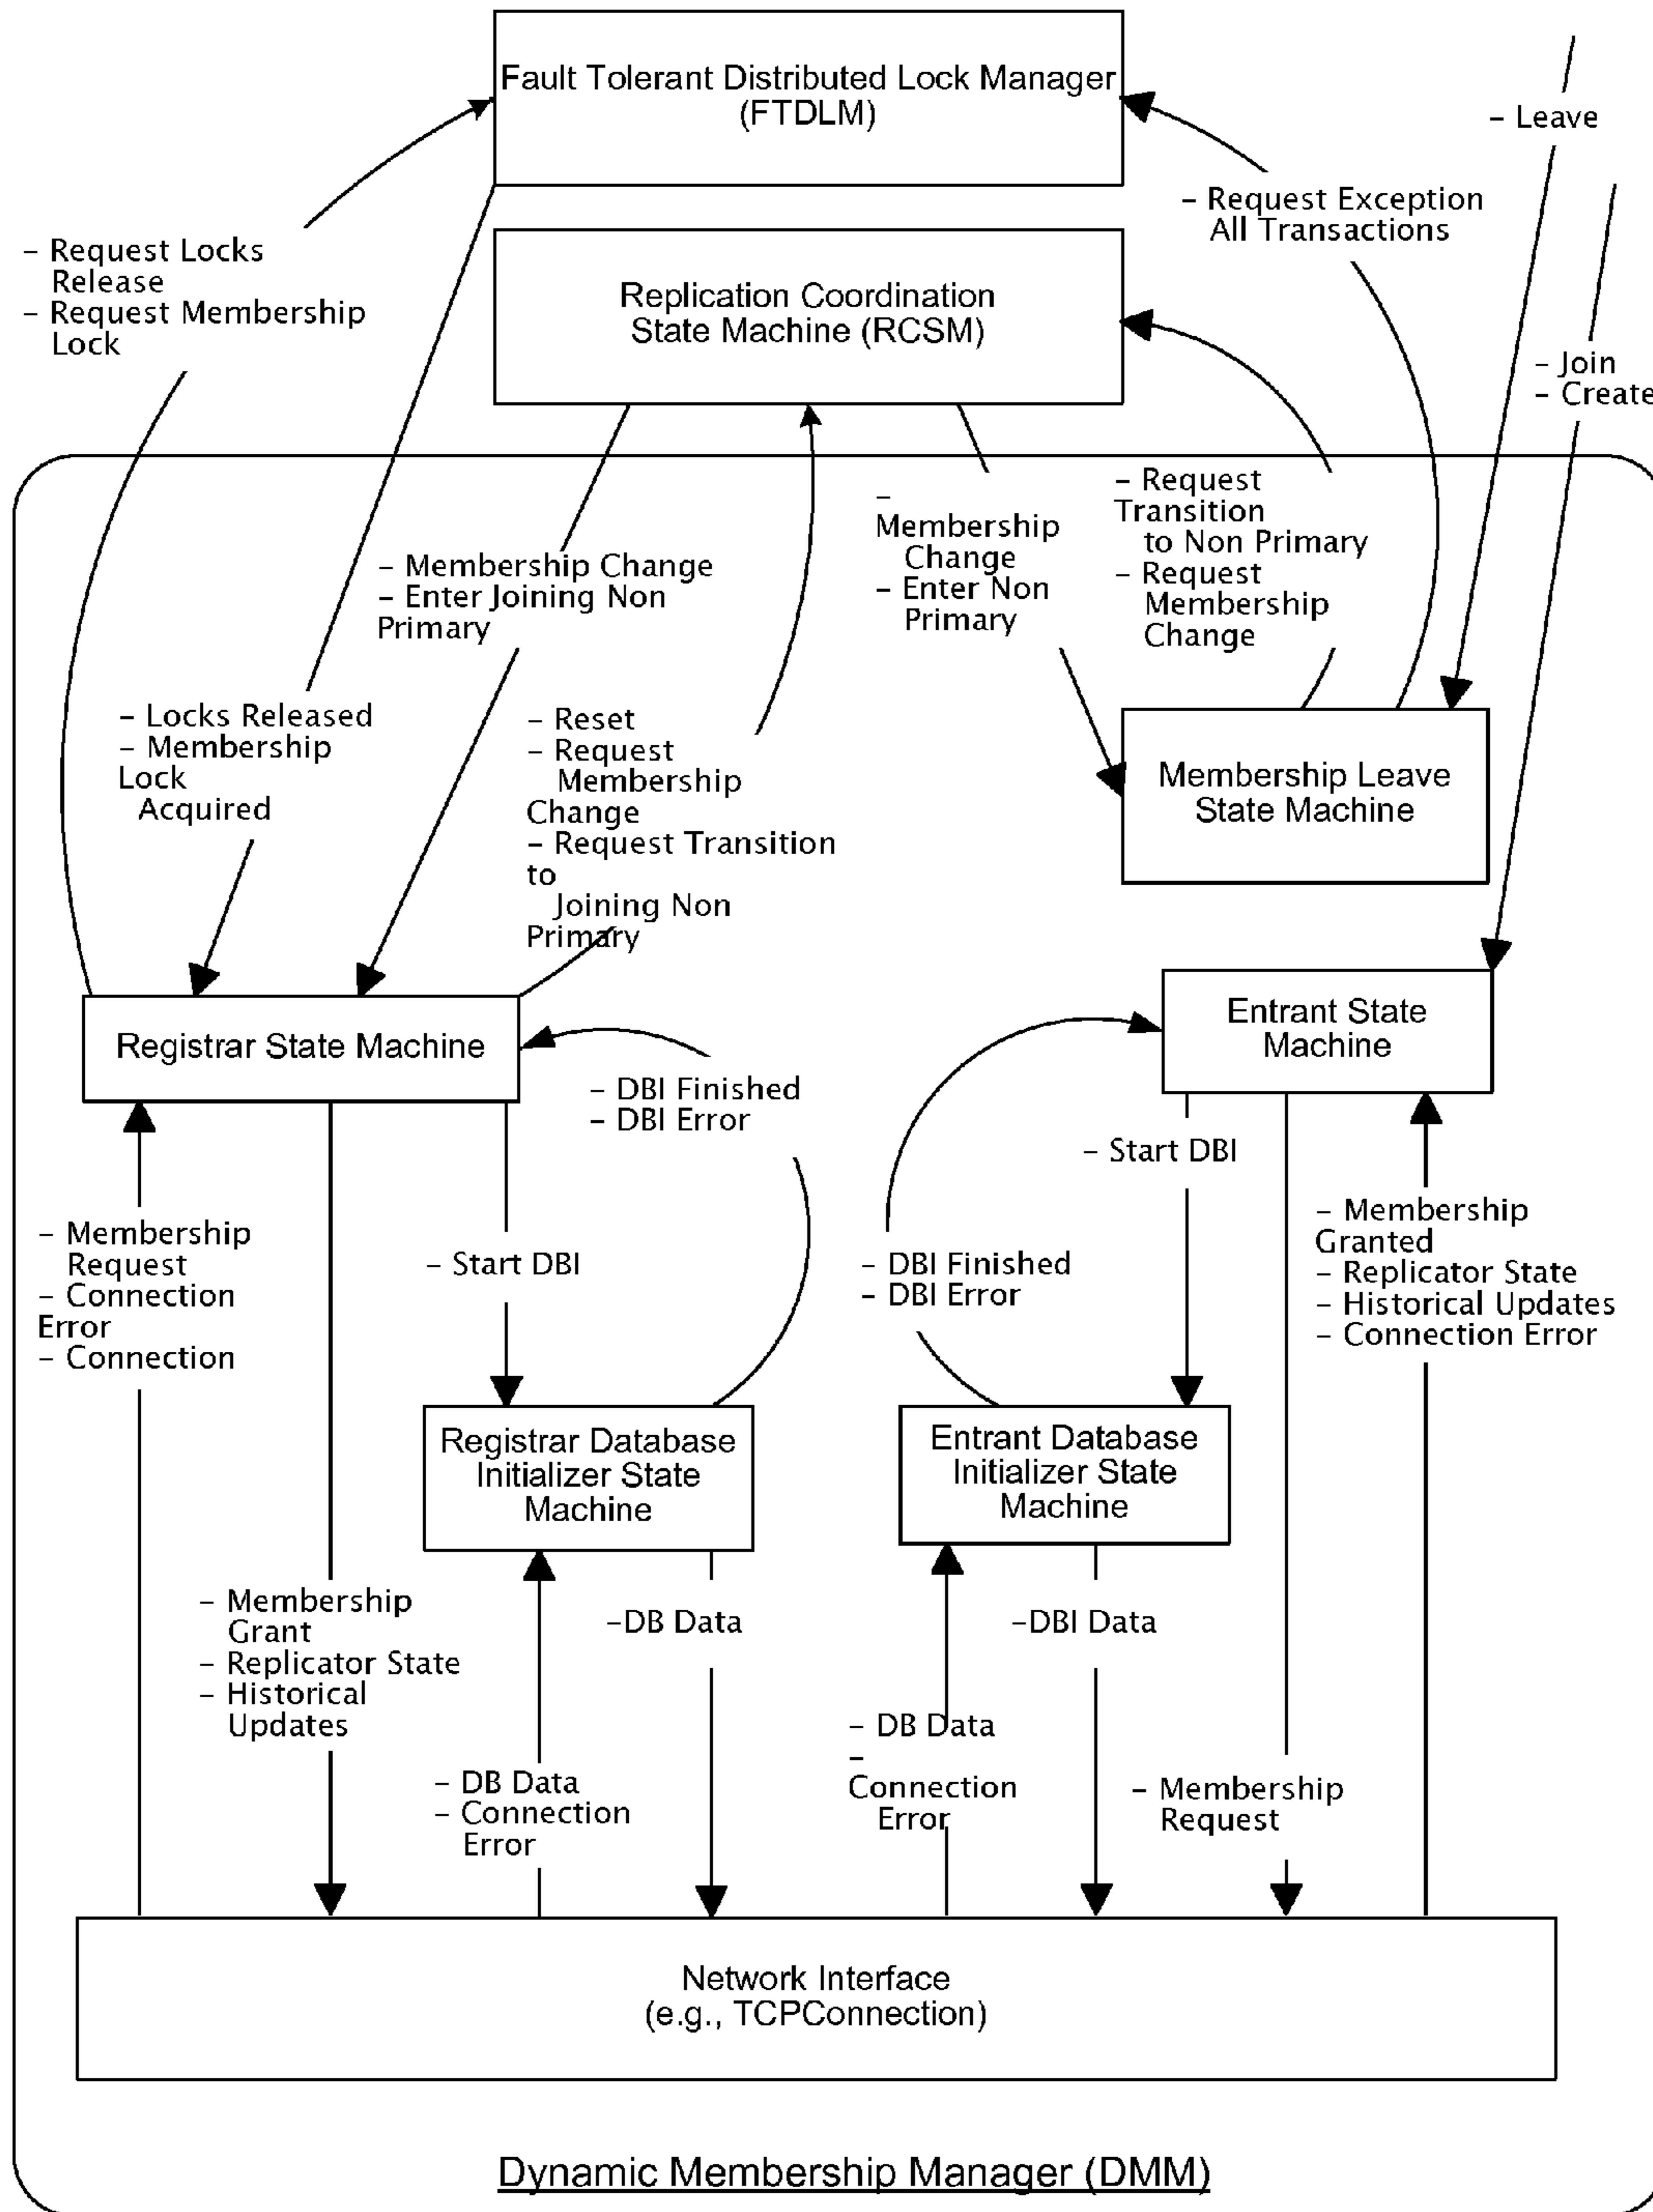 Fault Tolerant Distributed Lock Manager
(FTDLM)
– Leave
– Request Exception
All Transactions
– Request Locks
Release
– Request Membership
Lock
Replication Coordination
State Machine (RCSM)
– Join
– Create
– Membership Change
– Enter Joining Non
Primary
–
Membership
Change
– Enter Non
Primary
– Request
Transition
to Non Primary
– Request
Membership
Change
– Locks Released
– Membership
Lock
Acquired
– Reset
– Request
Membership
Change
– Request Transition
to
Joining Non
Primary
Membership Leave
State Machine
Registrar State Machine
Entrant State
Machine
– DBI Finished
– DBI Error
– Start DBI
– Membership
Request
– Connection
Error
– Connection
– Start DBI
– DBI Finished
– DBI Error
– Membership
Granted
– Replicator State
– Historical Updates
– Connection Error
Registrar Database
Initializer State
Machine
Entrant Database
Initializer State
Machine
– Membership
Grant
– Replicator State
– Historical
Updates
–DB Data
–DBI Data
– DB Data
– Connection
Error
– DB Data
–
Connection
Error
– Membership
Request
Network Interface
(e.g., TCPConnection)
Dynamic Membership Manager (DMM)